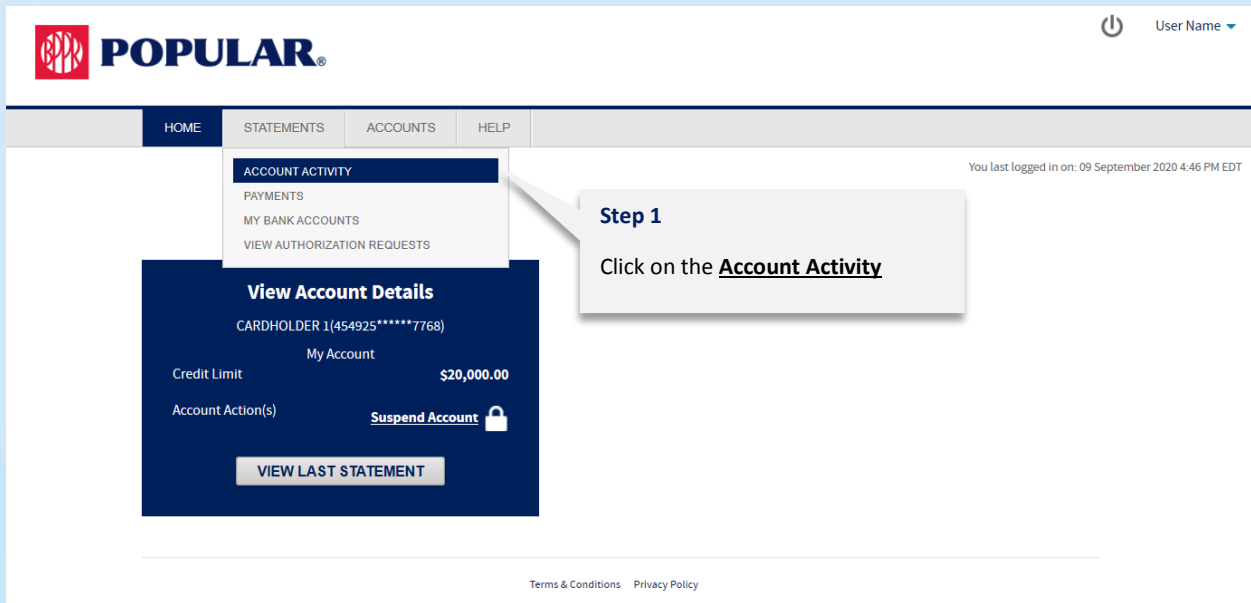 BPPR POPULAR®
User Name
HOME STATEMENTS ACCOUNTS HELP
You last logged in on: 09 September 2020 4:46 PM EDT
ACCOUNT ACTIVITY
PAYMENTS
MY BANK ACCOUNTS
VIEW AUTHORIZATION REQUESTS
Step 1
Click on the Account Activity
View Account Details
CARDHOLDER 1(454925******7768)
My Account
Credit Limit $20,000.00
Account Action(s) Suspend Account
VIEW LAST STATEMENT
Terms & Conditions Privacy Policy